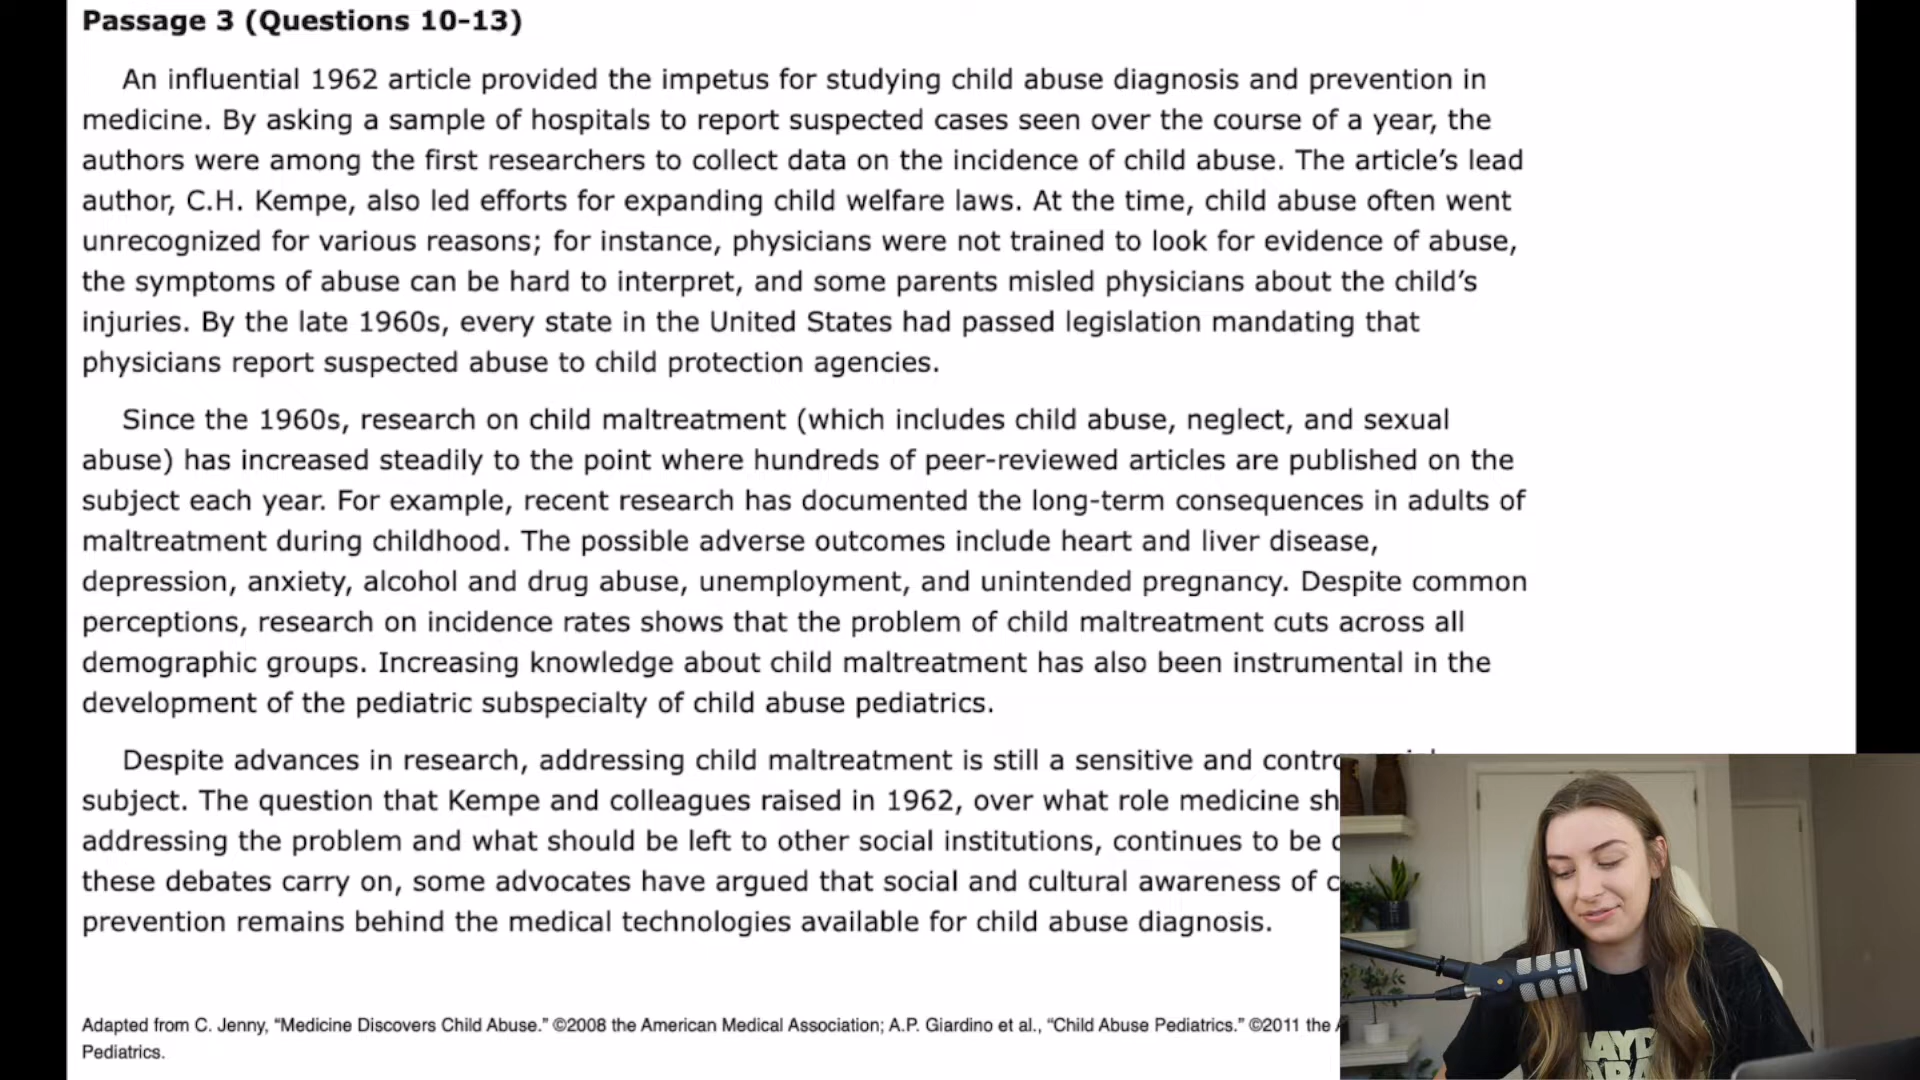 Passage 3 (Questions 10-13)
An influential 1962 article provided the impetus for studying child abuse diagnosis and prevention in
medicine. By asking a sample of hospitals to report suspected cases seen over the course of a year, the
authors were among the first researchers to collect data on the incidence of child abuse. The article's lead
author, C.H. Kempe, also led efforts for expanding child welfare laws. At the time, child abuse often went
unrecognized for various reasons; for instance, physicians were not trained to look for evidence of abuse,
the symptoms of abuse can be hard to interpret, and some parents misled physicians about the child's
injuries. By the late 1960s, every state in the United States had passed legislation mandating that
physicians report suspected abuse to child protection agencies.
Since the 1960s, research on child maltreatment (which includes child abuse, neglect, and sexual
abuse) has increased steadily to the point where hundreds of peer-reviewed articles are published on the
subject each year. For example, recent research has documented the long-term consequences in adults of
maltreatment during childhood. The possible adverse outcomes include heart and liver disease,
depression, anxiety, alcohol and drug abuse, unemployment, and unintended pregnancy. Despite common
perceptions, research on incidence rates shows that the problem of child maltreatment cuts across all
demographic groups. Increasing knowledge about child maltreatment has also been instrumental in the
development of the pediatric subspecialty of child abuse pediatrics.
Despite advances in research, addressing child maltreatment is still a sensitive and
subject. The question that Kempe and colleagues raised in 1962, over what role medicine
addressing the problem and what should be left to other social institutions, continues to be
these debates carry on, some advocates have argued that social and cultural awareness of
prevention remains behind the medical technologies available for child abuse diagnosis.
Adapted from C. Jenny, “Medicine Discovers Child Abuse.” ©2008 the American Medical Association; A.P. Giardino et al., “Child Abuse Pediatrics.” ©2011 the
Pediatrics.
RODE